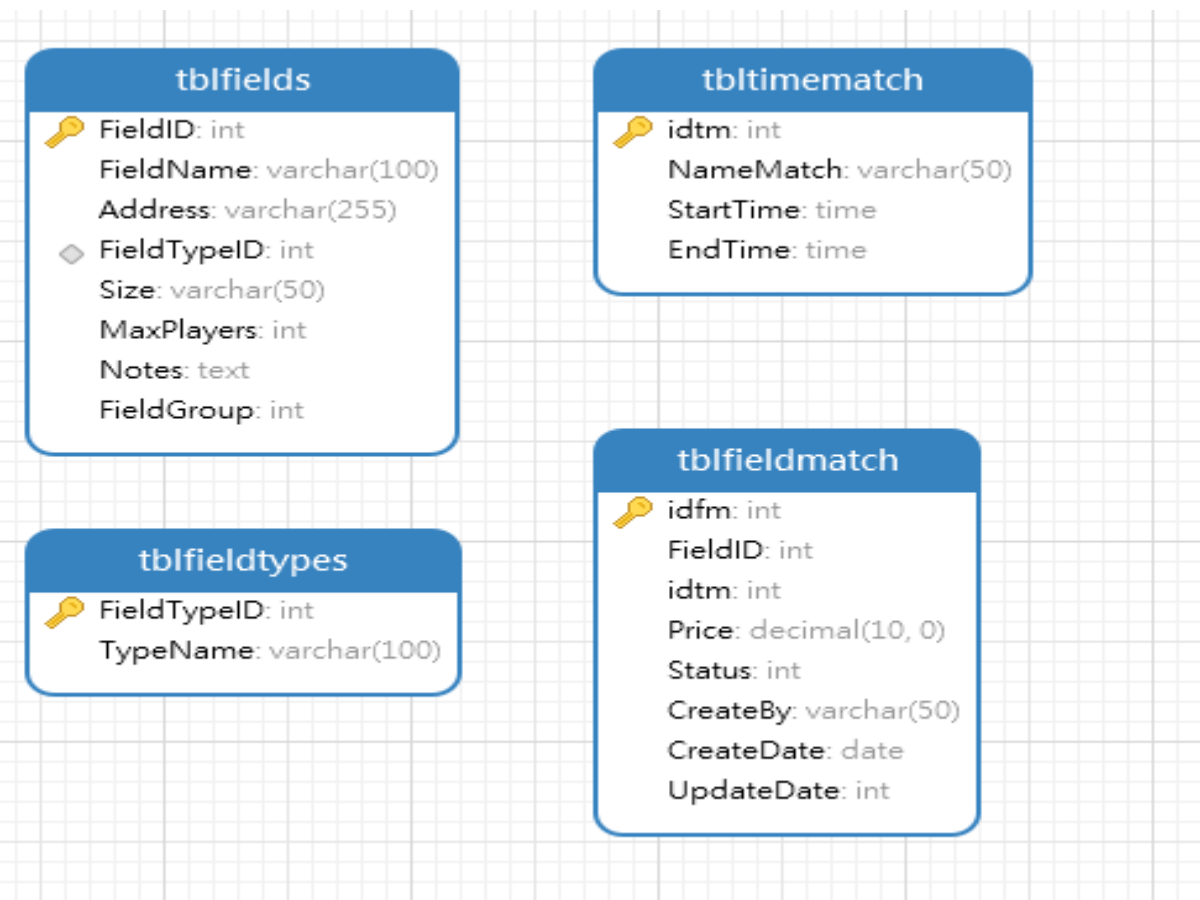 tblfields
FieldID: int
FieldName: varchar(100)
Address: varchar(255)
FieldTypeID: int
Size: varchar(50)
MaxPlayers: int
Notes: text
FieldGroup: int
tblfieldtypes
FieldTypeID: int
TypeName: varchar(100)
tbltimematch
idtm: int
NameMatch: varchar(50)
StartTime: time
EndTime: time
tblfieldmatch
idfm: int
FieldID: int
idtm: int
Price: decimal(10, 0)
Status: int
CreateBy: varchar(50)
CreateDate: date
UpdateDate: int